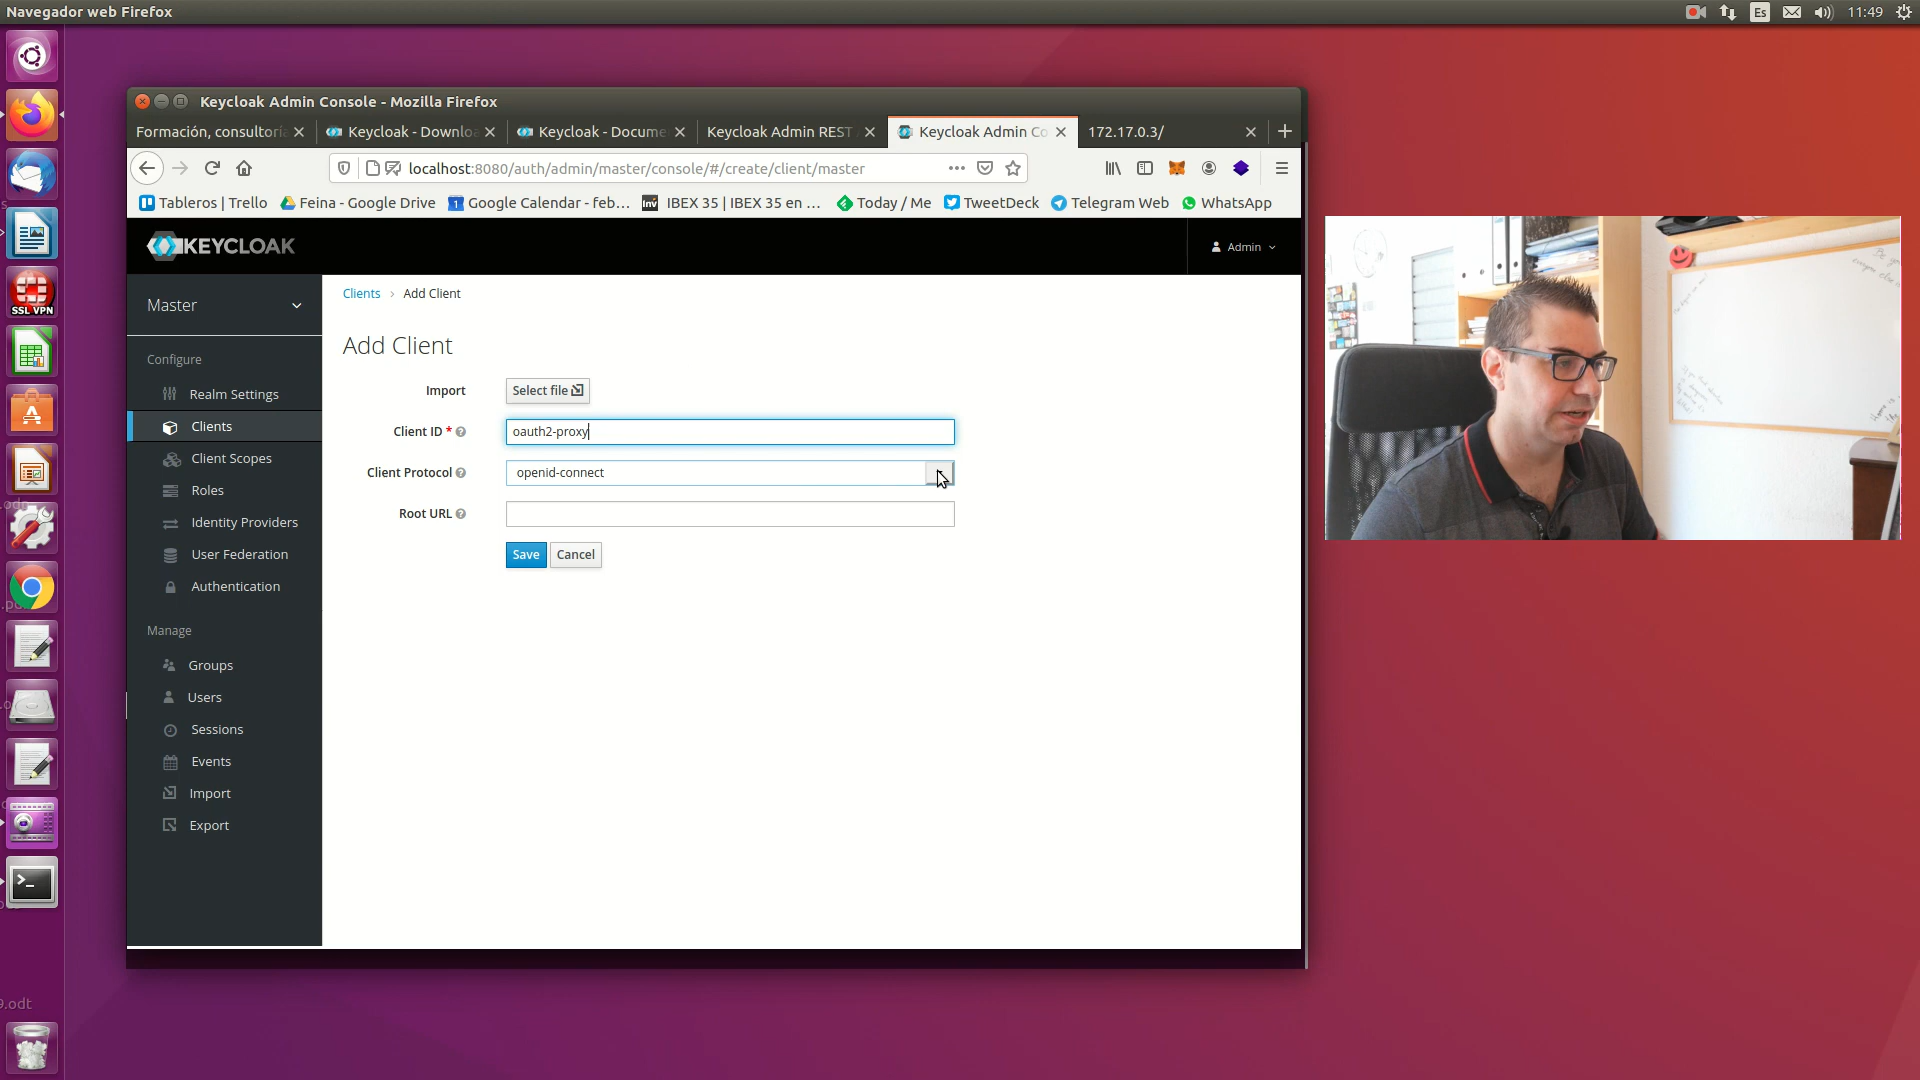 Navegador web Firefox
Es
11:49
Keycloak Admin Console - Mozilla Firefox
Formación, consultoría
Keycloak - Downlo
Keycloak - Docume
Keycloak Admin REST
Keycloak Admin Co
172.17.0.3/
localhost:8080/auth/admin/master/console/#/create/client/master
Tableros | Trello
Feina - Google Drive
1
Google Calendar - feb...
Inv
IBEX 35 | IBEX 35 en ...
Today / Me
TweetDeck
Telegram Web
WhatsApp
KEYCLOAK
Admin
Master
Clients
Add Client
SSL VPN
Add Client
Configure
Import
Select file
Realm Settings
Clients
Client ID *
oauth2-proxy
Client Scopes
Client Protocol
openid-connect
Roles
Root URL
Identity Providers
User Federation
Save
Cancel
Authentication
Manage
Groups
Users
Sessions
Events
Import
Export
9.odt